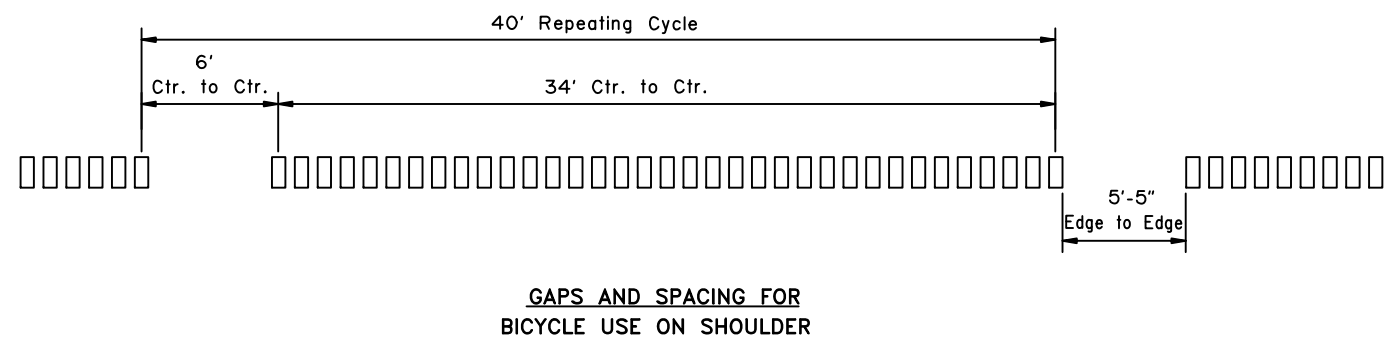 40' Repeating Cycle
6'
Ctr. to Ctr.
34' Ctr. to Ctr.
5'-5"
Edge to Edge
GAPS AND SPACING FOR
BICYCLE USE ON SHOULDER